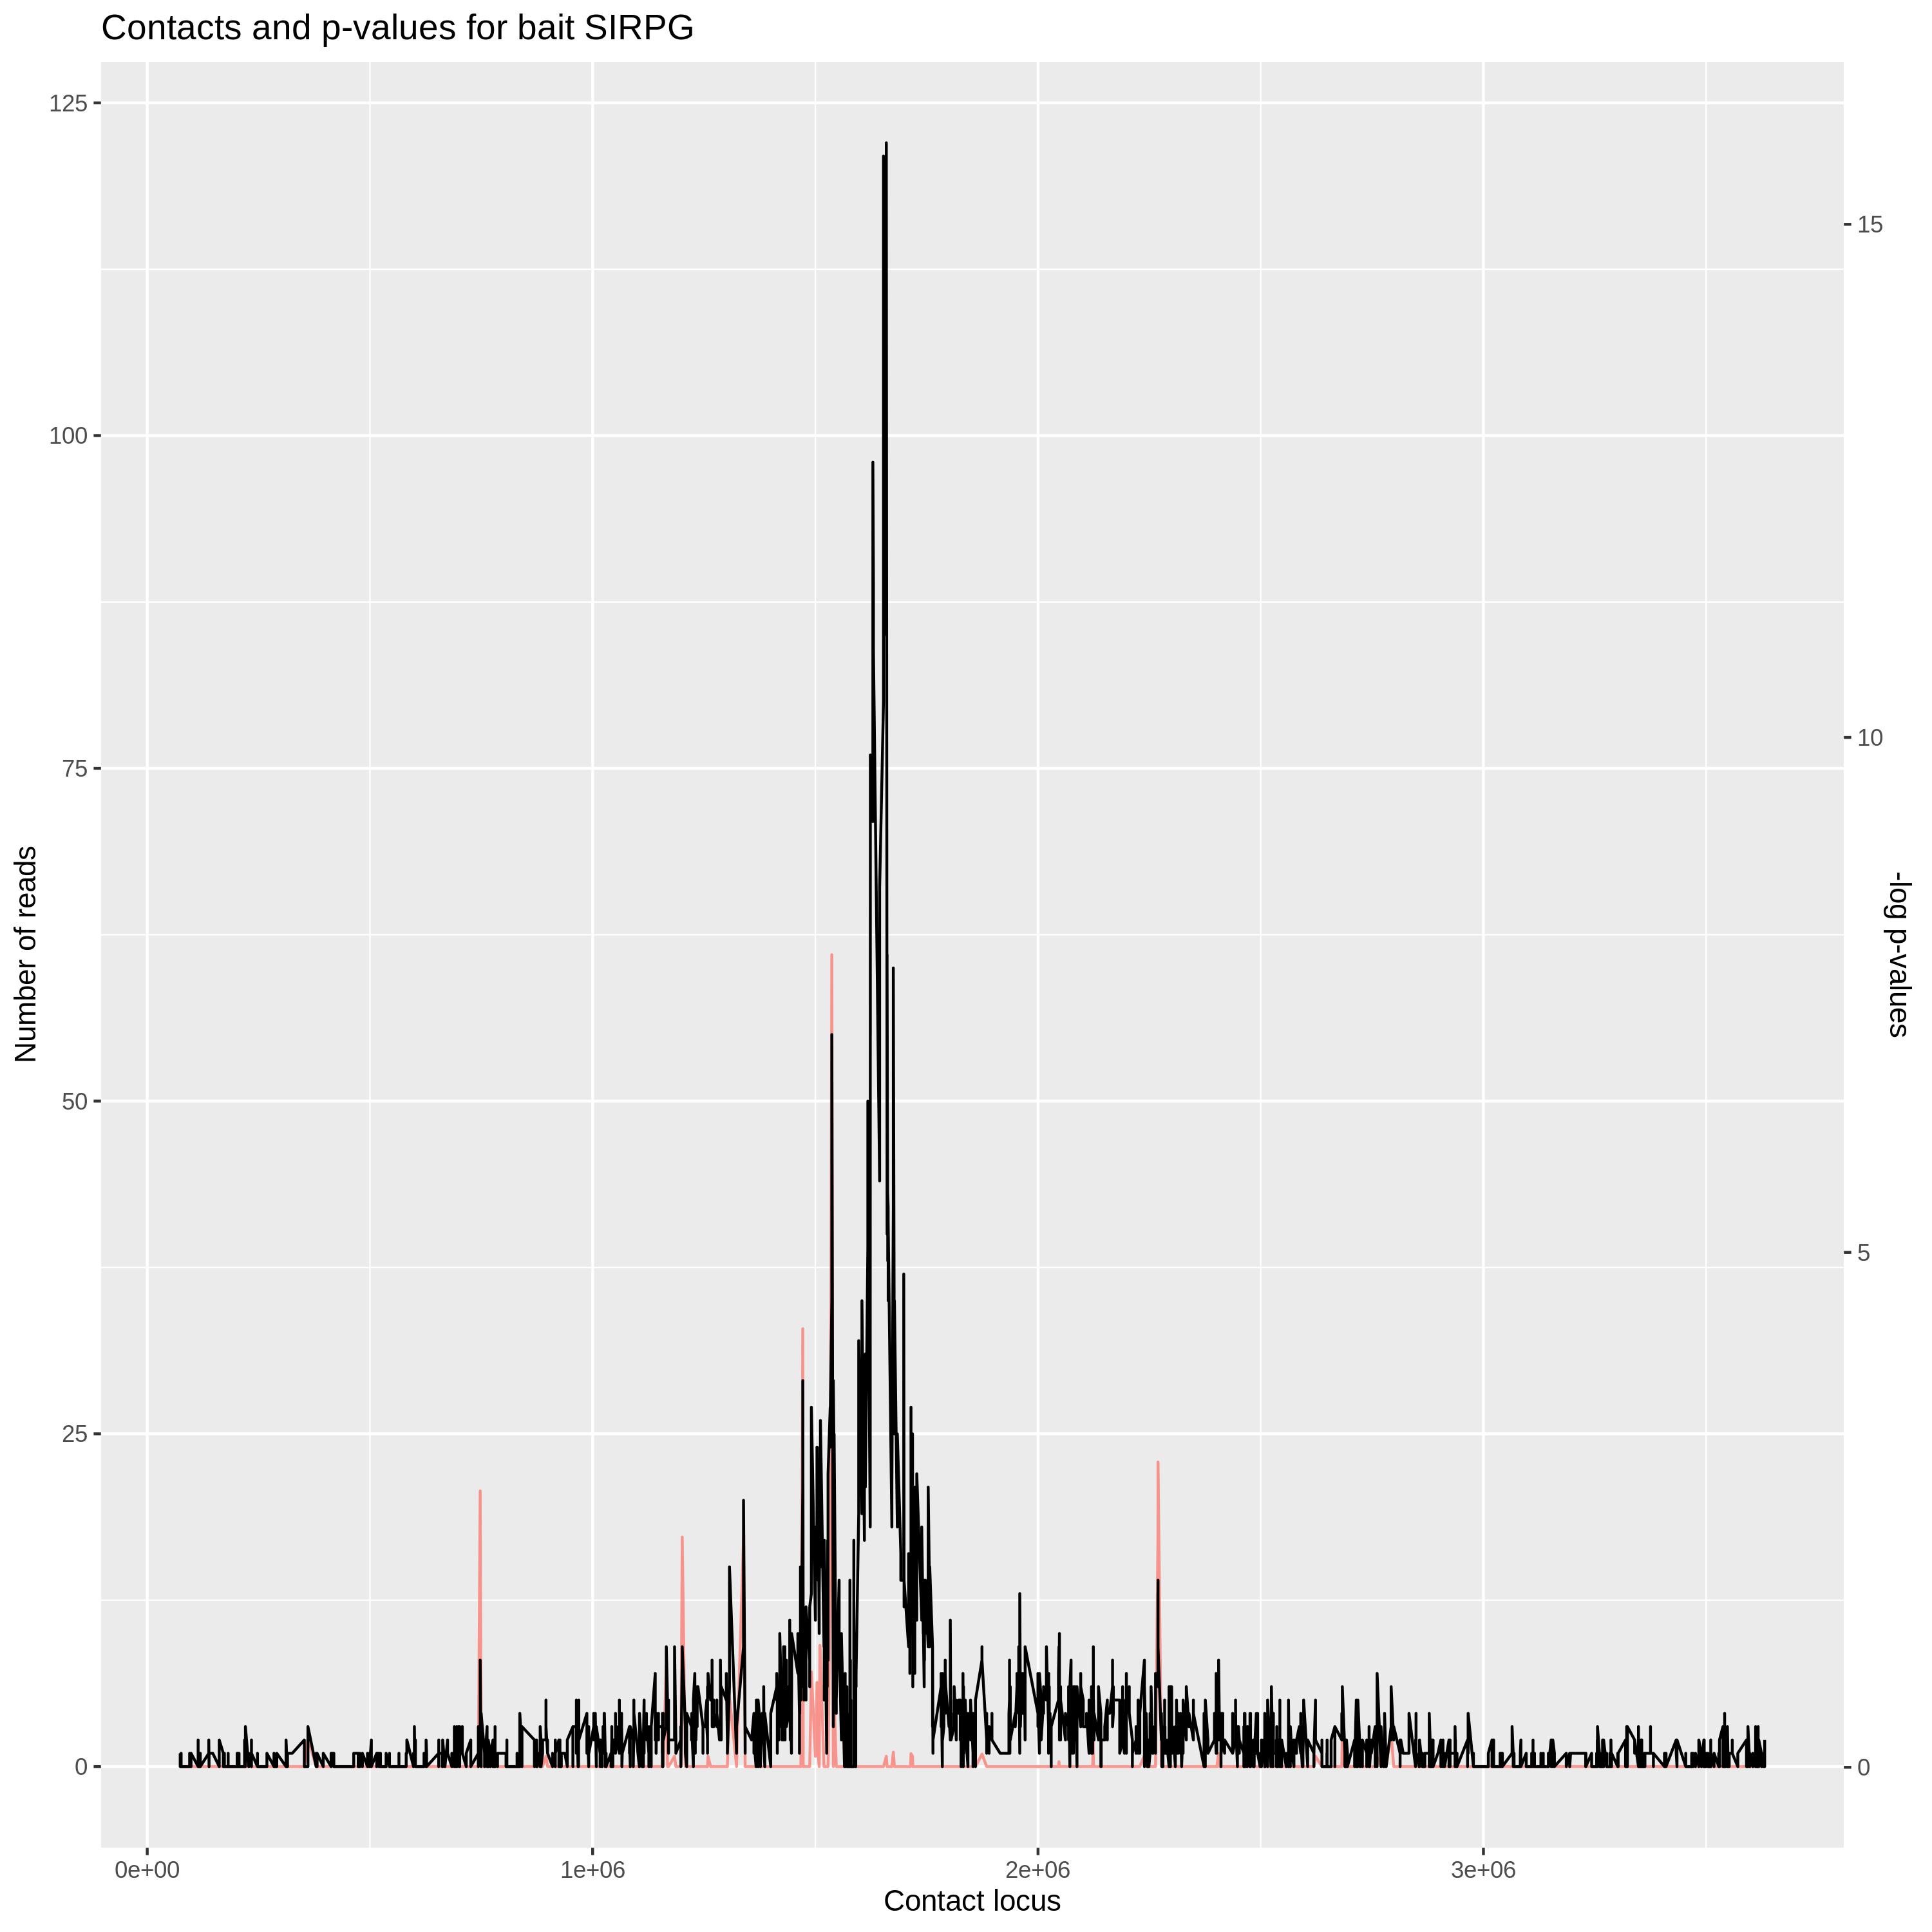 Contacts and p-values for bait SIRPG
125
100
75
50
25
0
Number of reads
15
10
5
0
-log p-values
0e+00
1e+06
2e+06
3e+06
Contact locus